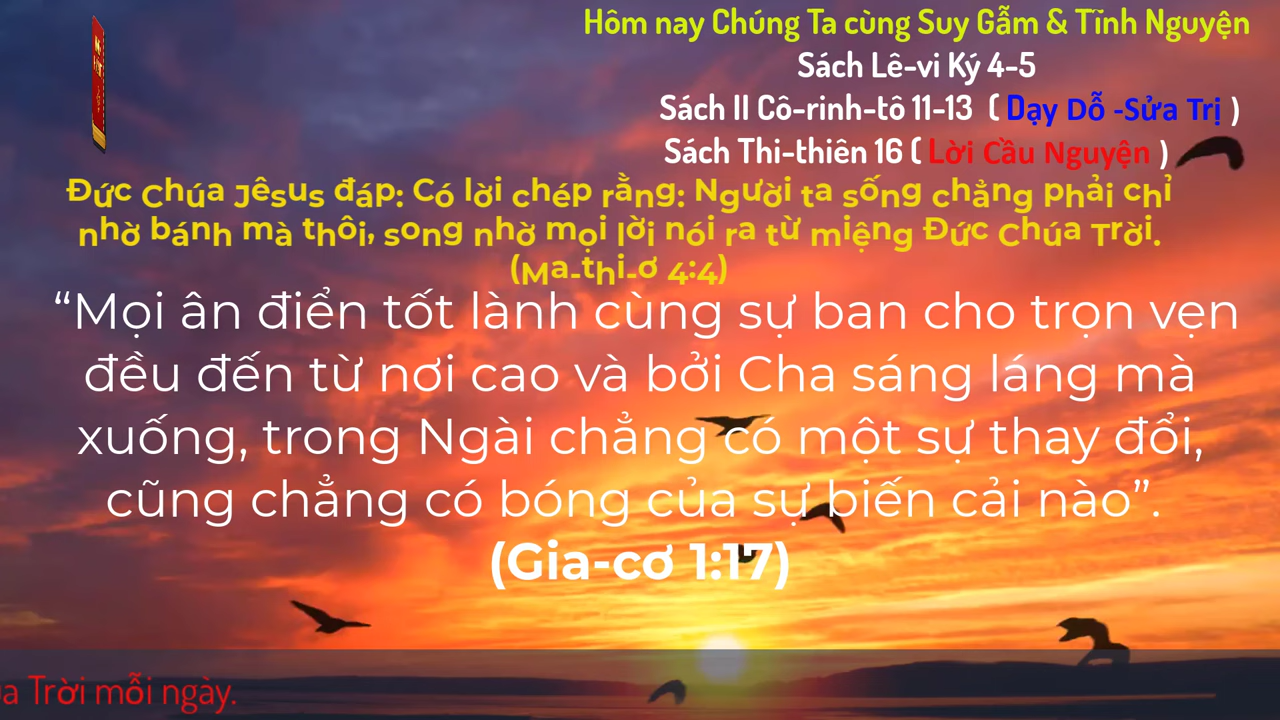 Hôm nay Chúng Ta cùng Suy Gẫm & Tĩnh Nguyện
Sách Lê-vi Ký 4-5
Sách II Cô-rinh-tô 11-13 ( Dạy Dỗ -Sửa Trị )
Sách Thi-thiên 16 ( Lời Cầu Nguyện )
Đức Chúa Jêsus đáp: Có lời chép rằng: Người ta sống chẳng phải chỉ
nhờ bánh mà thôi, song nhờ mọi lời nói ra từ miệng Đức Chúa Trời.
(Ma-thi-ơ 4:4)
“Mọi ân điển tốt lành cùng sự ban cho trọn vẹn
đều đến từ nơi cao và bởi Cha sáng láng mà
xuống, trong Ngài chẳng có một sự thay đổi,
cũng chẳng có bóng của sự biến cải nào”.
(Gia-cơ 1:17)
Trời mỗi ngày.